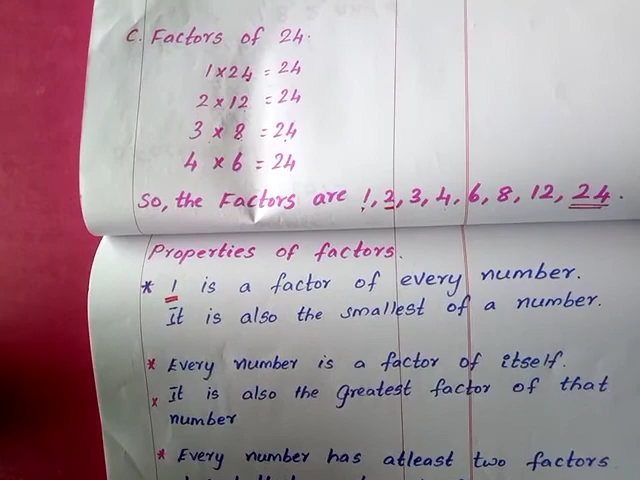 C. Factors of 24.
1 × 24 = 24
2 × 12 = 24
3 × 8 = 24
4 × 6 = 24
So, the Factors are 1, 2, 3, 4, 6, 8, 12, 24.
Properties of factors.
* 1 is a factor of every number.
It is also the smallest of a number.
* Every number is a factor of itself.
x It is also the Greatest factor of that
number
* Every number has atleast two factors